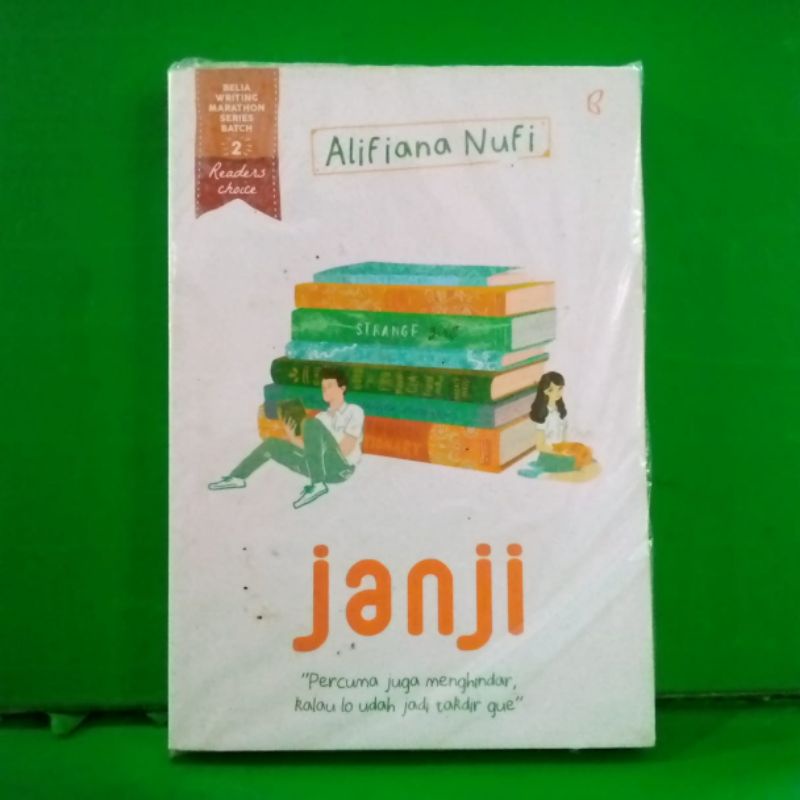 BELIA
WRITING
MARATHON
SERIES
BATCH
2
Readers
choice
B
Alifiana Nufi
STRANGE
janji
"Percuma juga menghindar,
kalau lo udah jadi takdir gue"